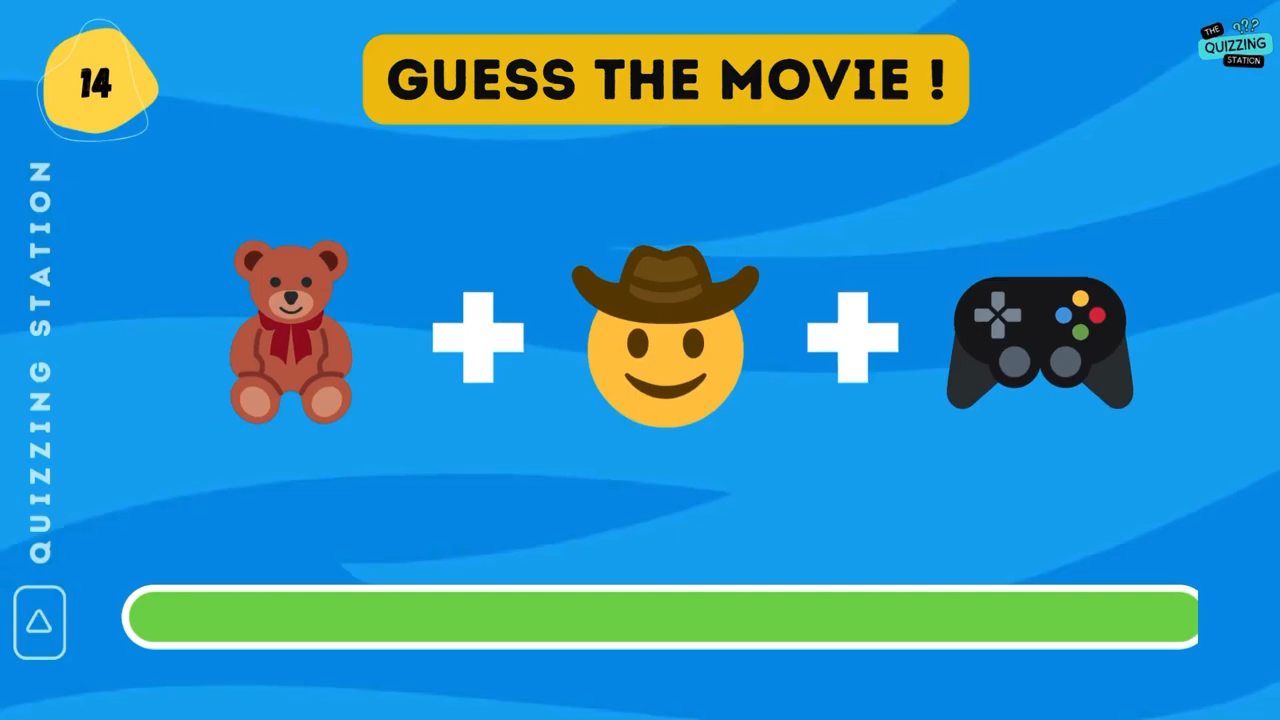 14
GUESS THE MOVIE !
THE ???
QUIZZING
STATION
QUIZZING STATION